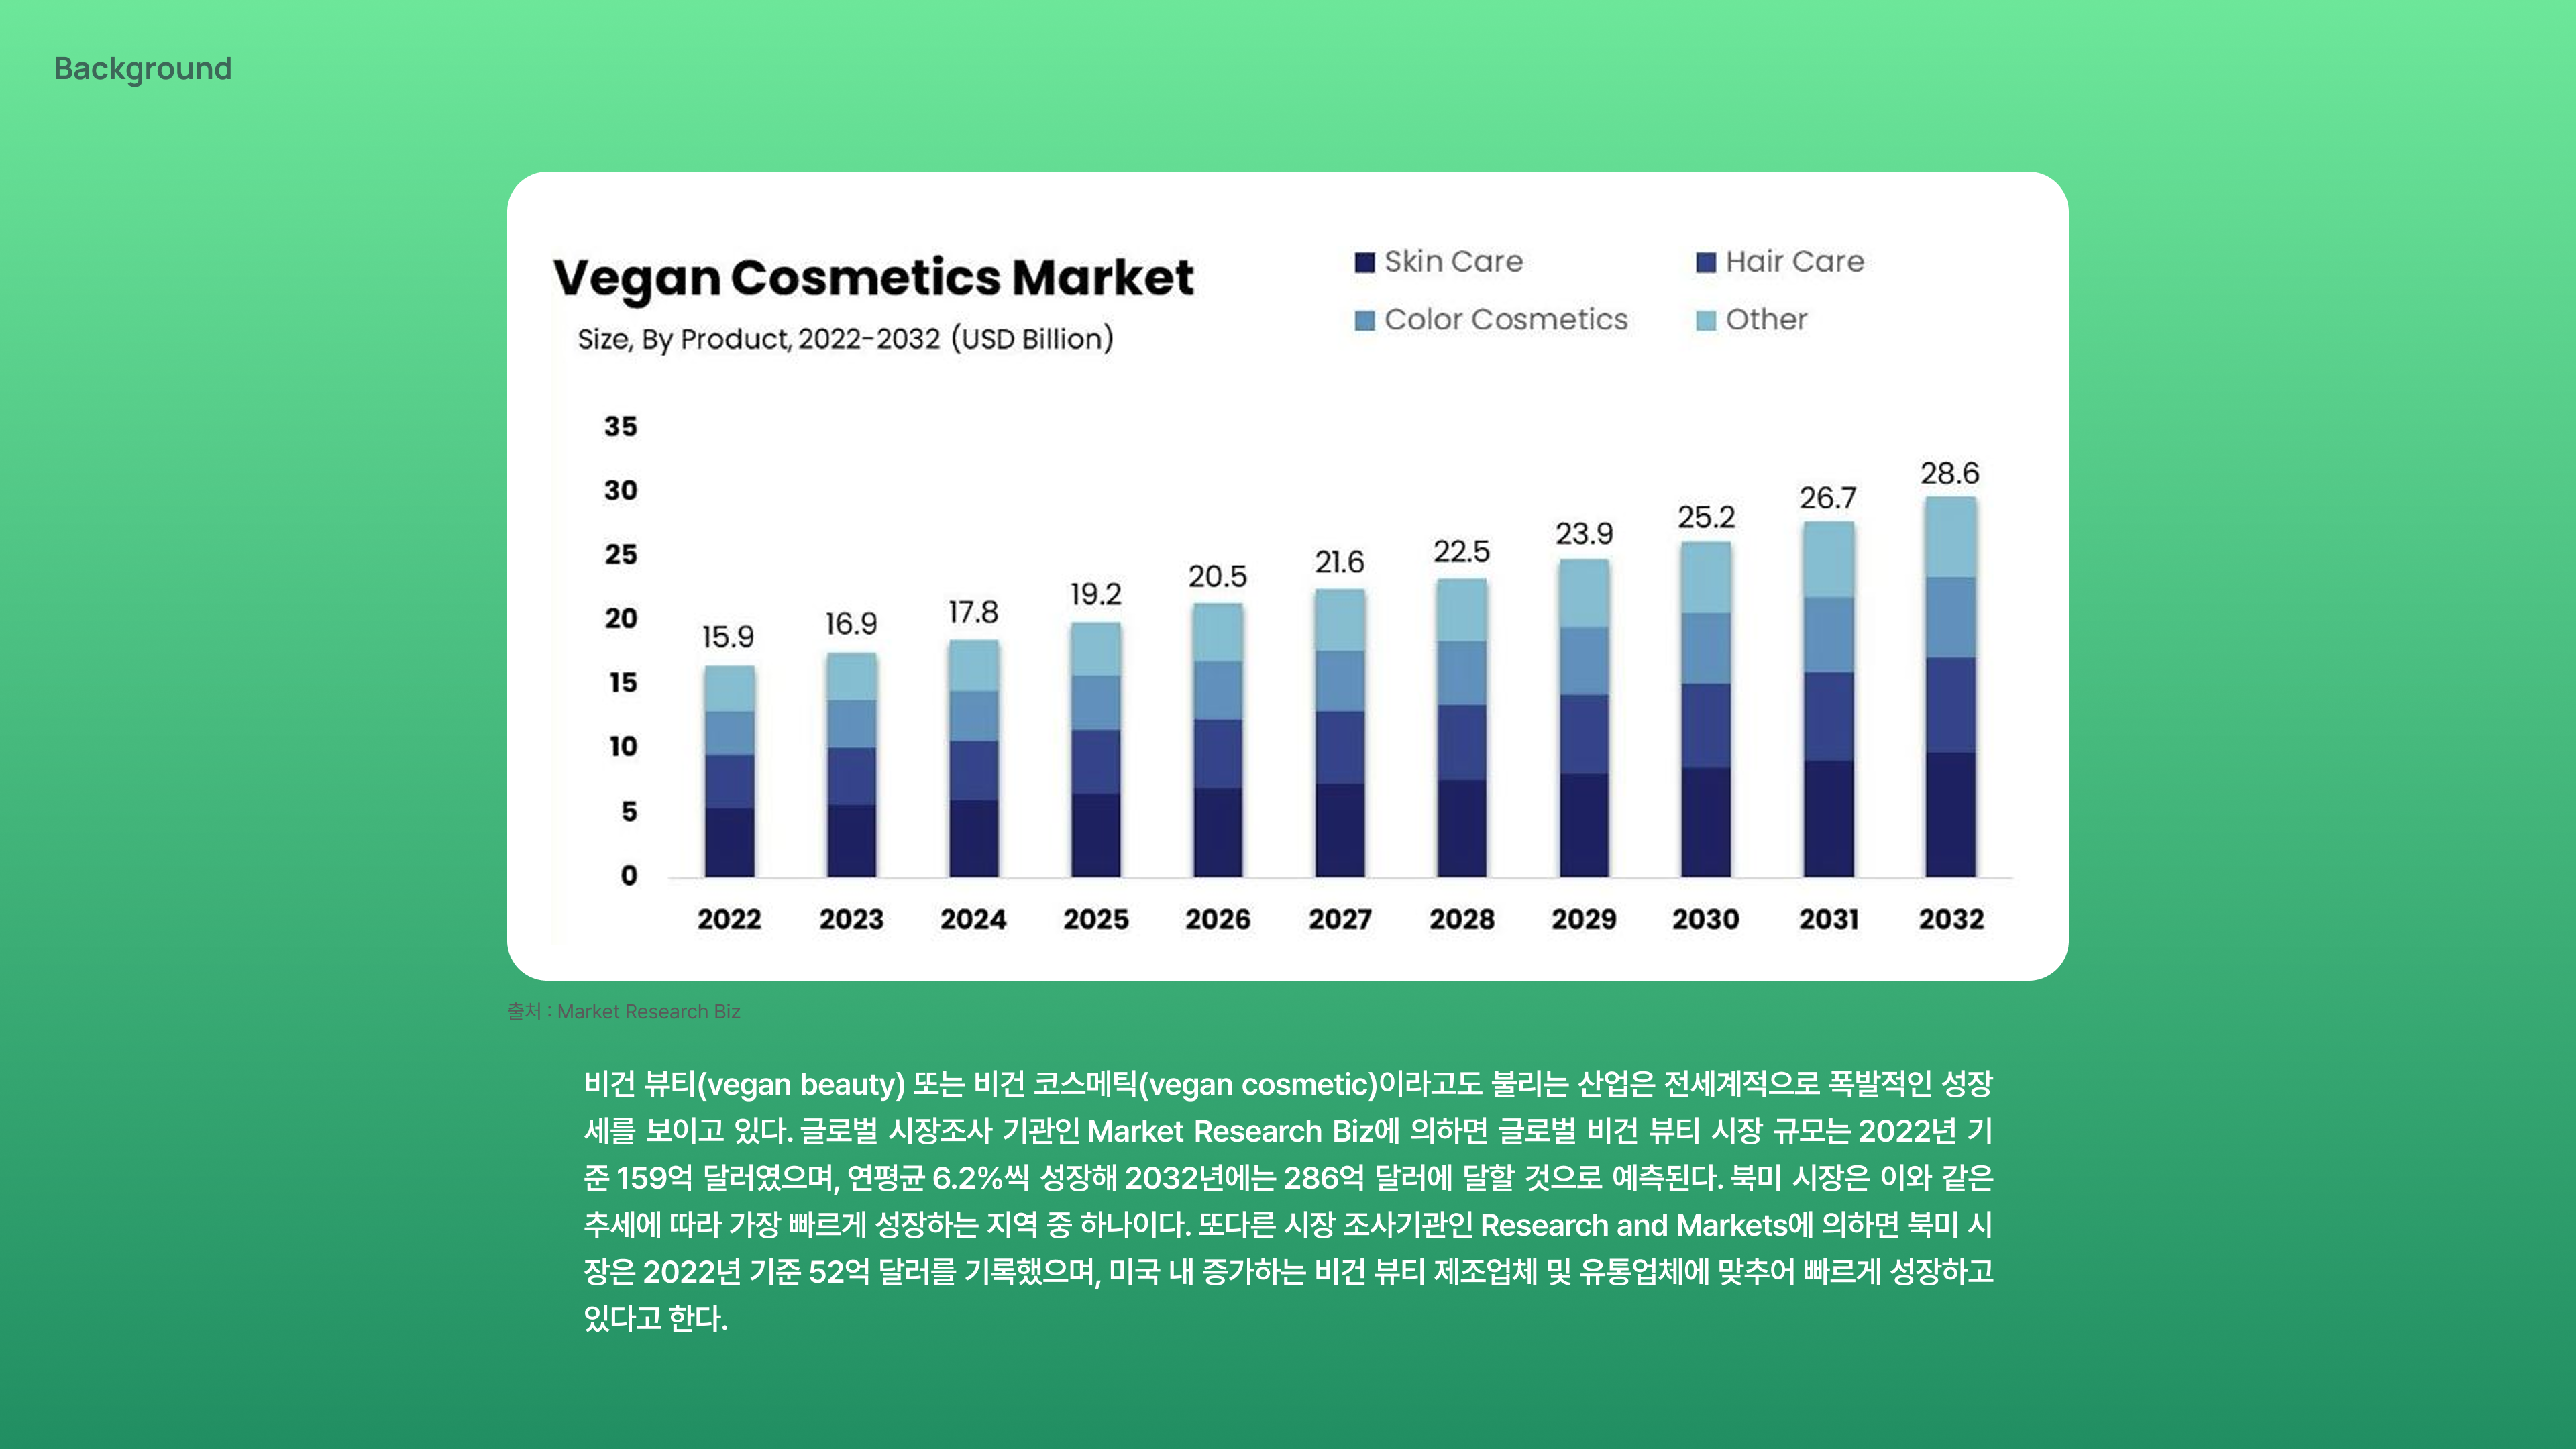 Background
Vegan Cosmetics Market
Size, By Product, 2022-2032 (USD Billion)
Skin Care
Hair Care
Color Cosmetics
Other
35
30
25
20
15
10
5
0
15.9
16.9
17.8
19.2
20.5
21.6
22.5
23.9
25.2
26.7
28.6
2022
2023
2024
2025
2026
2027
2028
2029
2030
2031
2032
출처 : Market Research Biz
비건 뷰티(vegan beauty) 또는 비건 코스메틱(vegan cosmetic)이라고도 불리는 산업은 전세계적으로 폭발적인 성장
세를 보이고 있다. 글로벌 시장조사 기관인 Market Research Biz에 의하면 글로벌 비건 뷰티 시장 규모는 2022년 기
준 159억 달러였으며, 연평균 6.2%씩 성장해 2032년에는 286억 달러에 달할 것으로 예측된다. 북미 시장은 이와 같은
추세에 따라 가장 빠르게 성장하는 지역 중 하나이다. 또다른 시장 조사기관인 Research and Markets에 의하면 북미 시
장은 2022년 기준 52억 달러를 기록했으며, 미국 내 증가하는 비건 뷰티 제조업체 및 유통업체에 맞추어 빠르게 성장하고
있다고 한다.